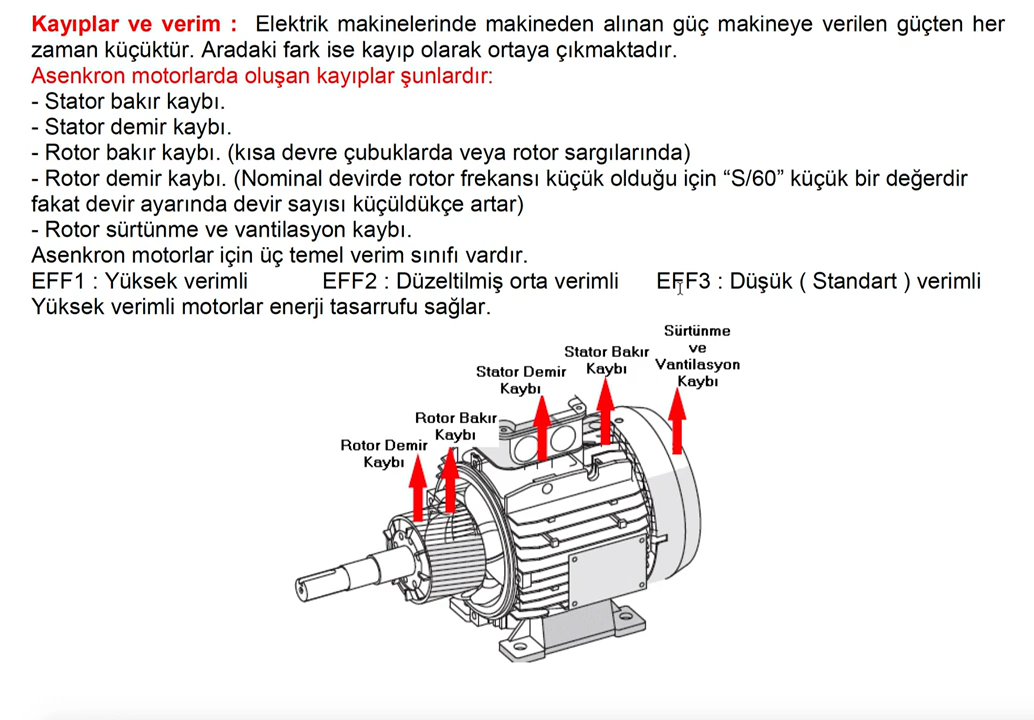 Kayıplar ve verim : Elektrik makinelerinde makineden alınan güç makineye verilen güçten her
zaman küçüktür. Aradaki fark ise kayıp olarak ortaya çıkmaktadır.
Asenkron motorlarda oluşan kayıplar şunlardır:
- Stator bakır kaybı.
- Stator demir kaybı.
- Rotor bakır kaybı. (kısa devre çubuklarda veya rotor sargılarında)
- Rotor demir kaybı. (Nominal devirde rotor frekansı küçük olduğu için “S/60” küçük bir değerdir
fakat devir ayarında devir sayısı küçüldükçe artar)
- Rotor sürtünme ve vantilasyon kaybı.
Asenkron motorlar için üç temel verim sınıfı vardır.
EFF1 : Yüksek verimli EFF2 : Düzeltilmiş orta verimli EFF3 : Düşük ( Standart ) verimli
Yüksek verimli motorlar enerji tasarrufu sağlar.
Rotor Demir
Kaybı
Rotor Bakır
Kaybı
Stator Demir
Kaybı
Stator Bakır
Kaybı
Sürtünme
ve
Vantilasyon
Kaybı